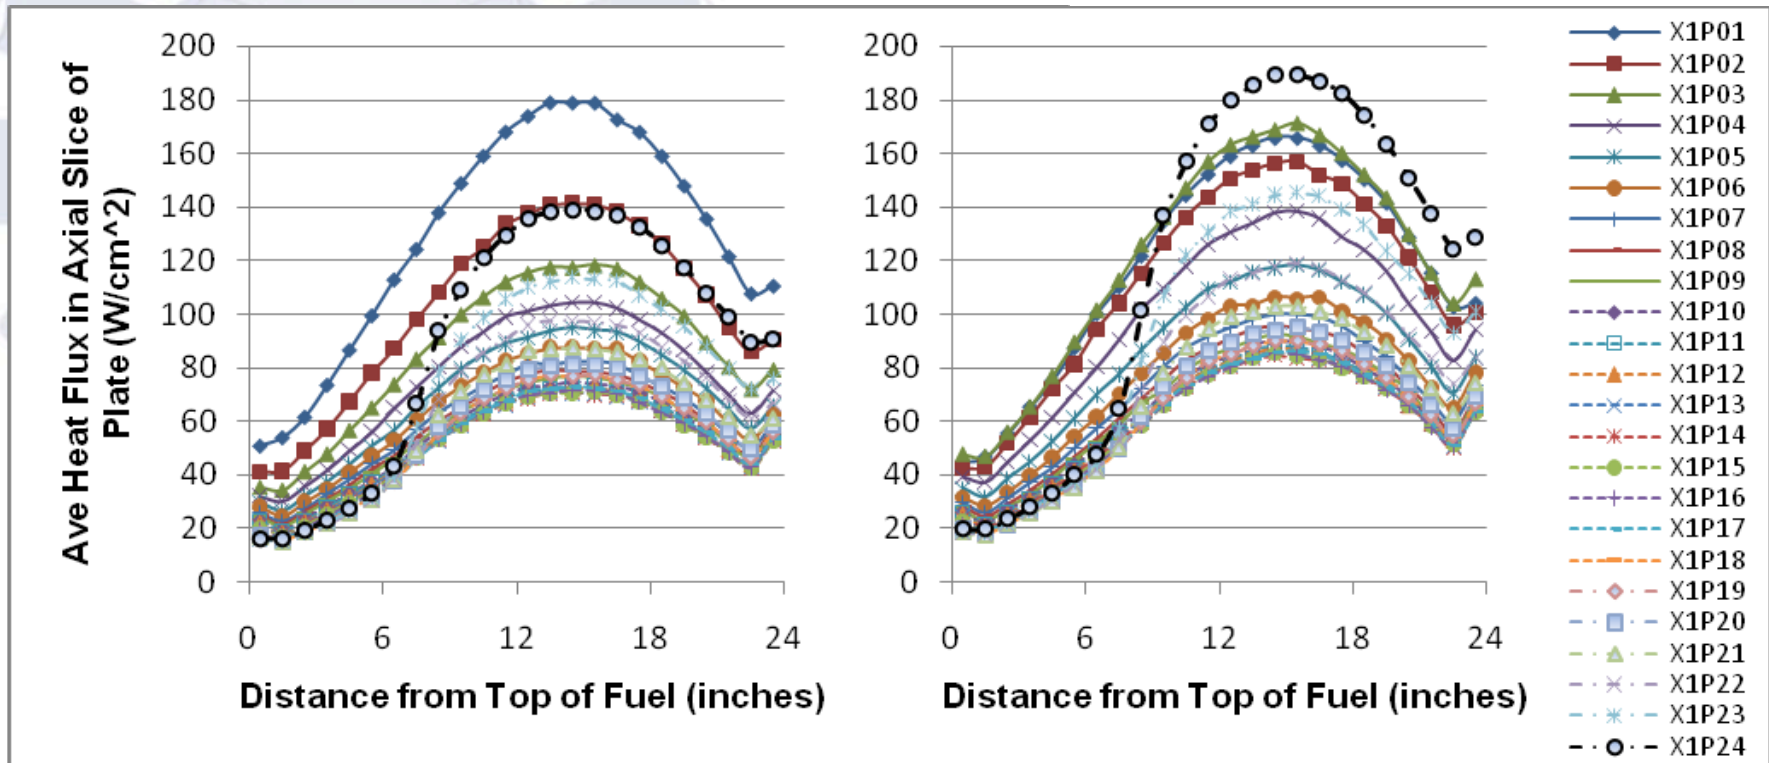 Ave Heat Flux in Axial Slice of
Plate (W/cm^2)
200
180
160
140
120
100
80
60
40
20
0
0 6 12 18 24
Distance from Top of Fuel (inches)
200
180
160
140
120
100
80
60
40
20
0
0 6 12 18 24
Distance from Top of Fuel (inches)
X1P01
X1P02
X1P03
X1P04
X1P05
X1P06
X1P07
X1P08
X1P09
X1P10
X1P11
X1P12
X1P13
X1P14
X1P15
X1P16
X1P17
X1P18
X1P19
X1P20
X1P21
X1P22
X1P23
X1P24